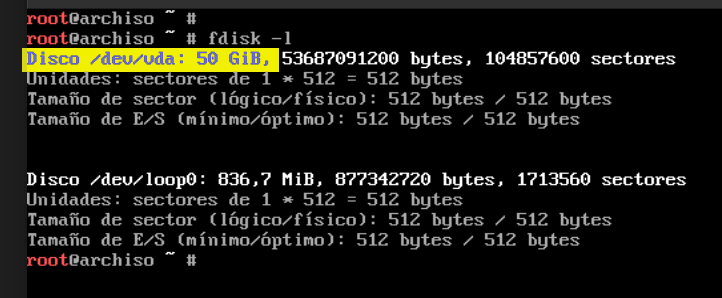 root@archiso ~ #
root@archiso ~ # fdisk -l
Disco /dev/vda: 50 GiB, 53687091200 bytes, 104857600 sectores
Unidades: sectores de 1 * 512 = 512 bytes
Tamaño de sector (lógico/físico): 512 bytes / 512 bytes
Tamaño de E/S (mínimo/óptimo): 512 bytes / 512 bytes
Disco /dev/loop0: 836,7 MiB, 877342720 bytes, 1713560 sectores
Unidades: sectores de 1 * 512 = 512 bytes
Tamaño de sector (lógico/físico): 512 bytes / 512 bytes
Tamaño de E/S (mínimo/óptimo): 512 bytes / 512 bytes
root@archiso ~ #